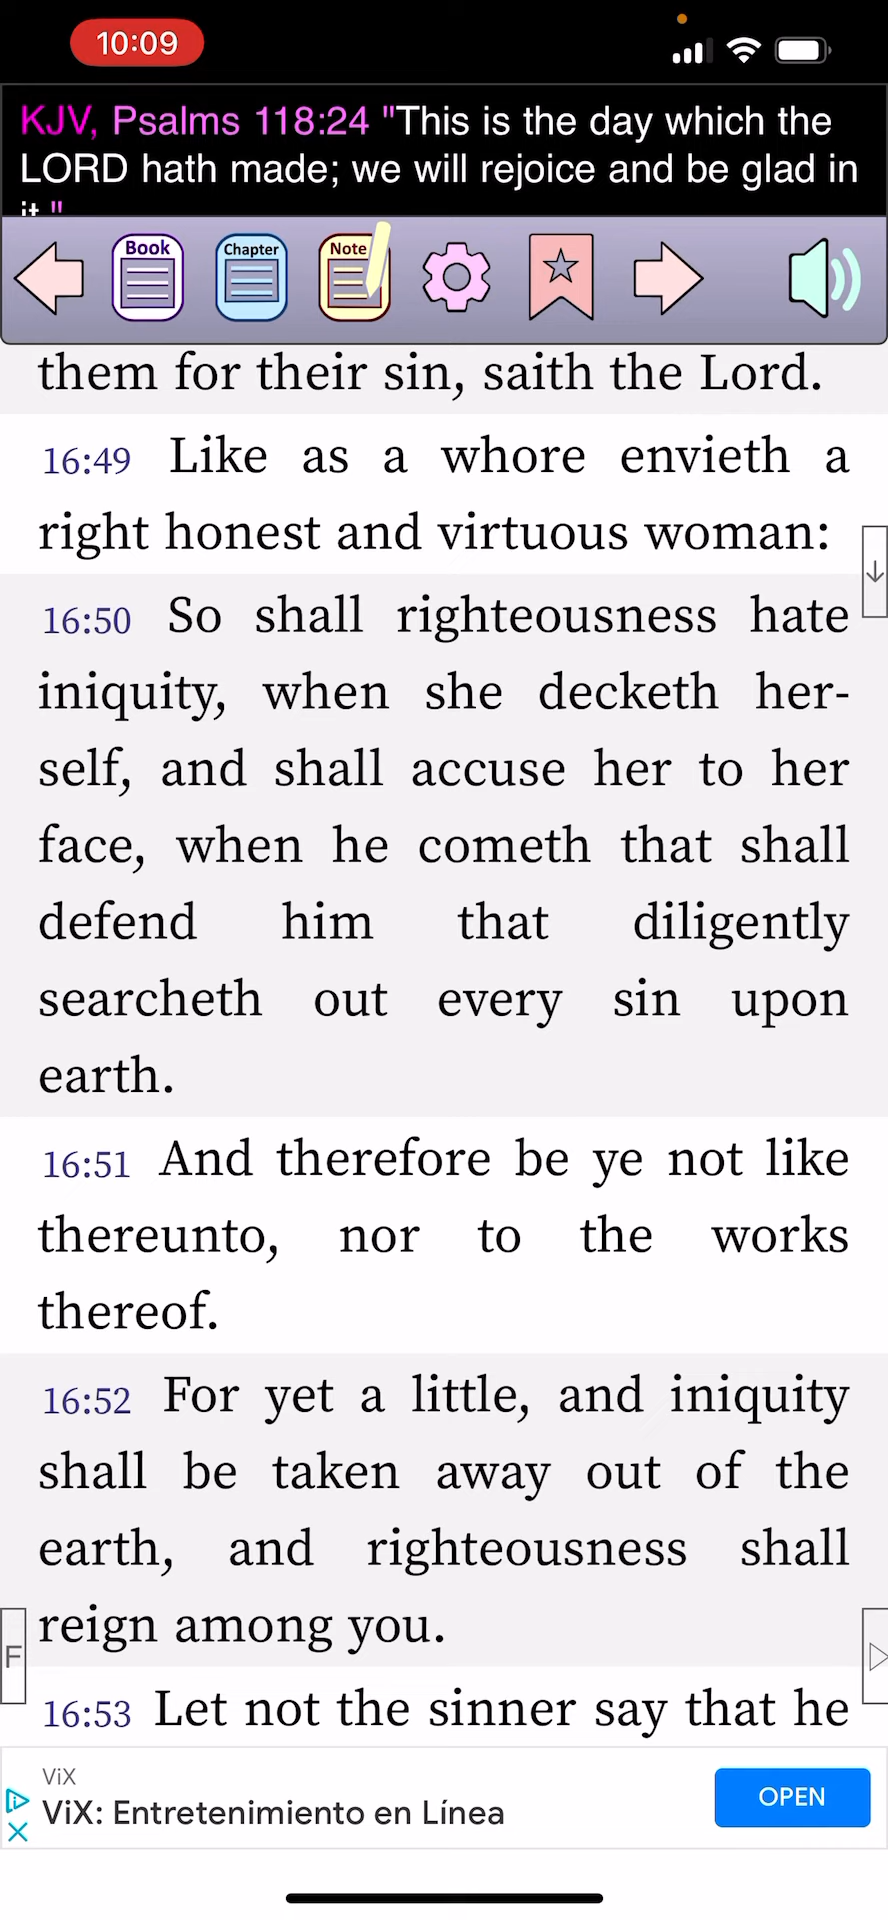 10:09
KJV, Psalms 118:24 "This is the day which the
LORD hath made; we will rejoice and be glad in
it "
Book
Chapter
Note
them for their sin, saith the Lord.
16:49 Like as a whore envieth a
right honest and virtuous woman:
16:50 So shall righteousness hate
iniquity, when she decketh her-
self, and shall accuse her to her
face, when he cometh that shall
defend him that diligently
searcheth out every sin upon
earth.
16:51 And therefore be ye not like
thereunto, nor to the works
thereof.
16:52 For yet a little, and iniquity
shall be taken away out of the
earth, and righteousness shall
reign among you.
F
16:53 Let not the sinner say that he
ViX
ViX: Entretenimiento en Línea
OPEN